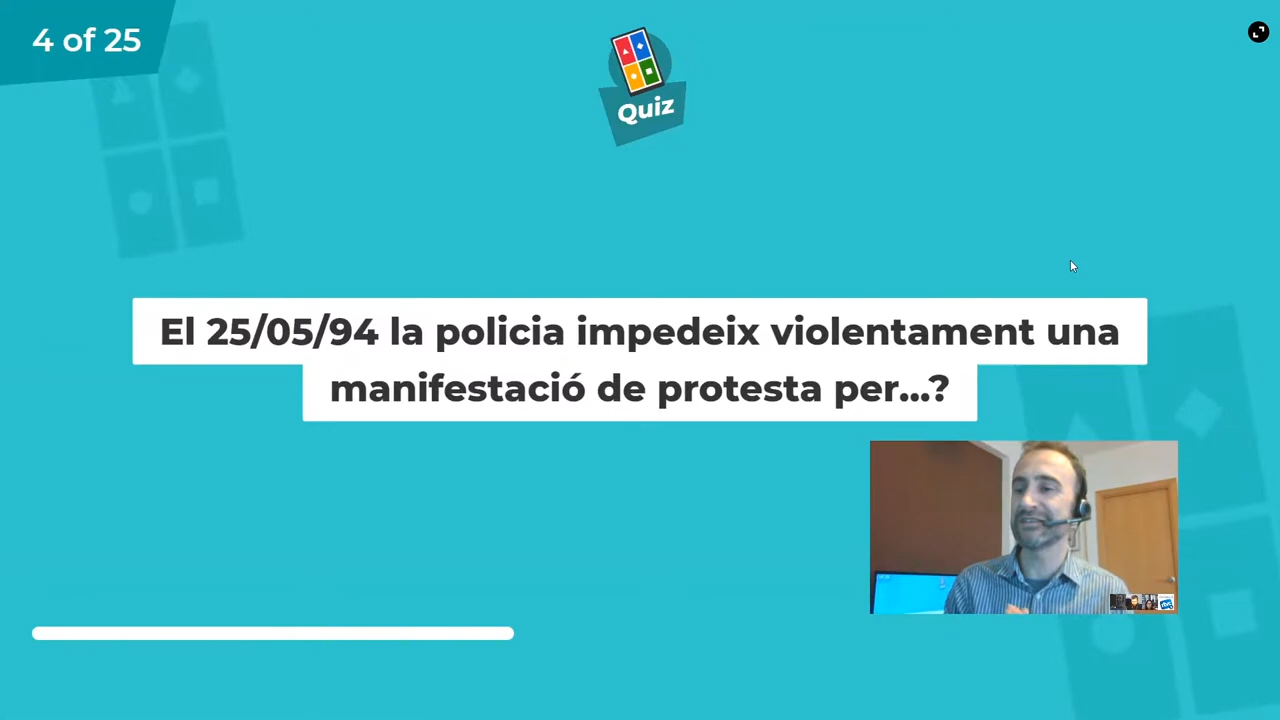 4 of 25
Quiz
El 25/05/94 la policia impedeix violentament una
manifestació de protesta per...?